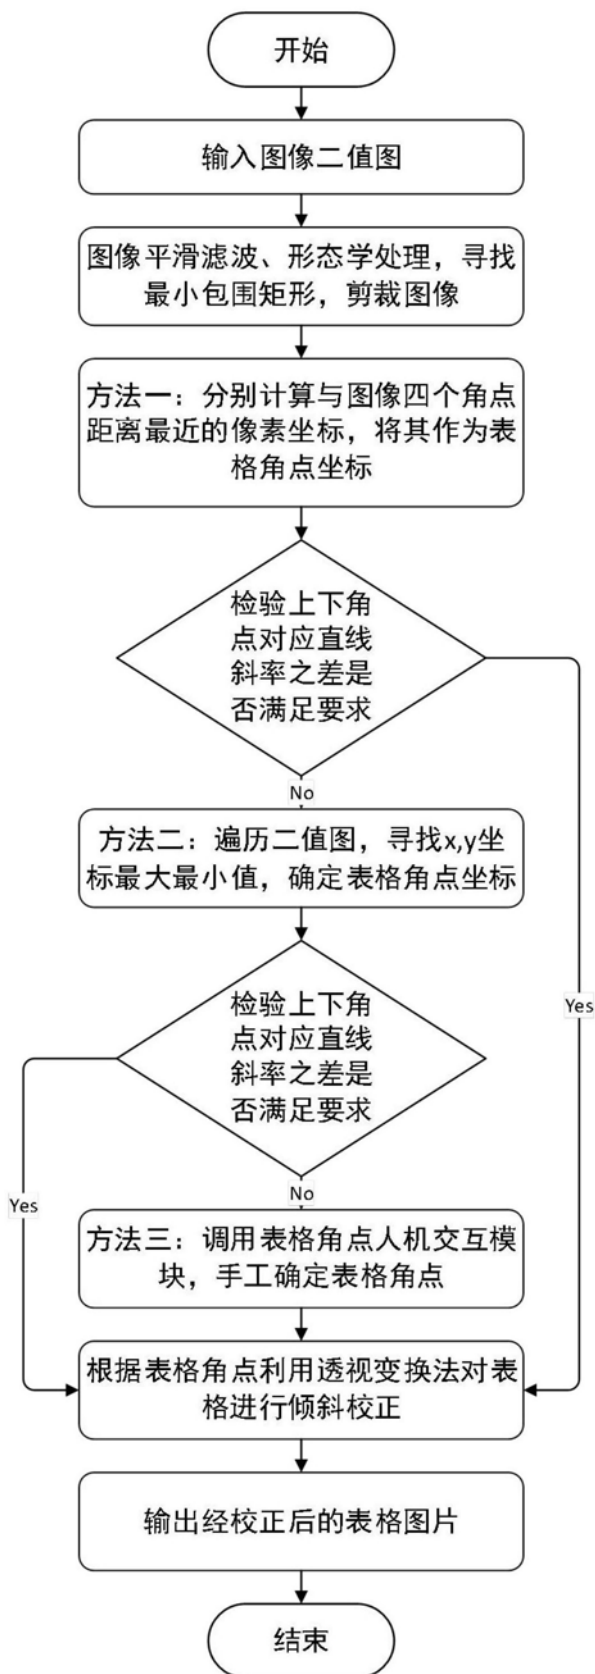 开始
输入图像二值图
图像平滑滤波、形态学处理，寻找
最小包围矩形，剪裁图像
方法一：分别计算与图像四个角点
距离最近的像素坐标，将其作为表
格角点坐标
检验上下角
点对应直线
斜率之差是
否满足要求
No
方法二：遍历二值图，寻找x,y坐
标最大最小值，确定表格角点坐标
Yes
检验上下角
点对应直线
斜率之差是
否满足要求
Yes
No
方法三：调用表格角点人机交互模
块，手工确定表格角点
根据表格角点利用透视变换法对表
格进行倾斜校正
输出经校正后的表格图片
结束